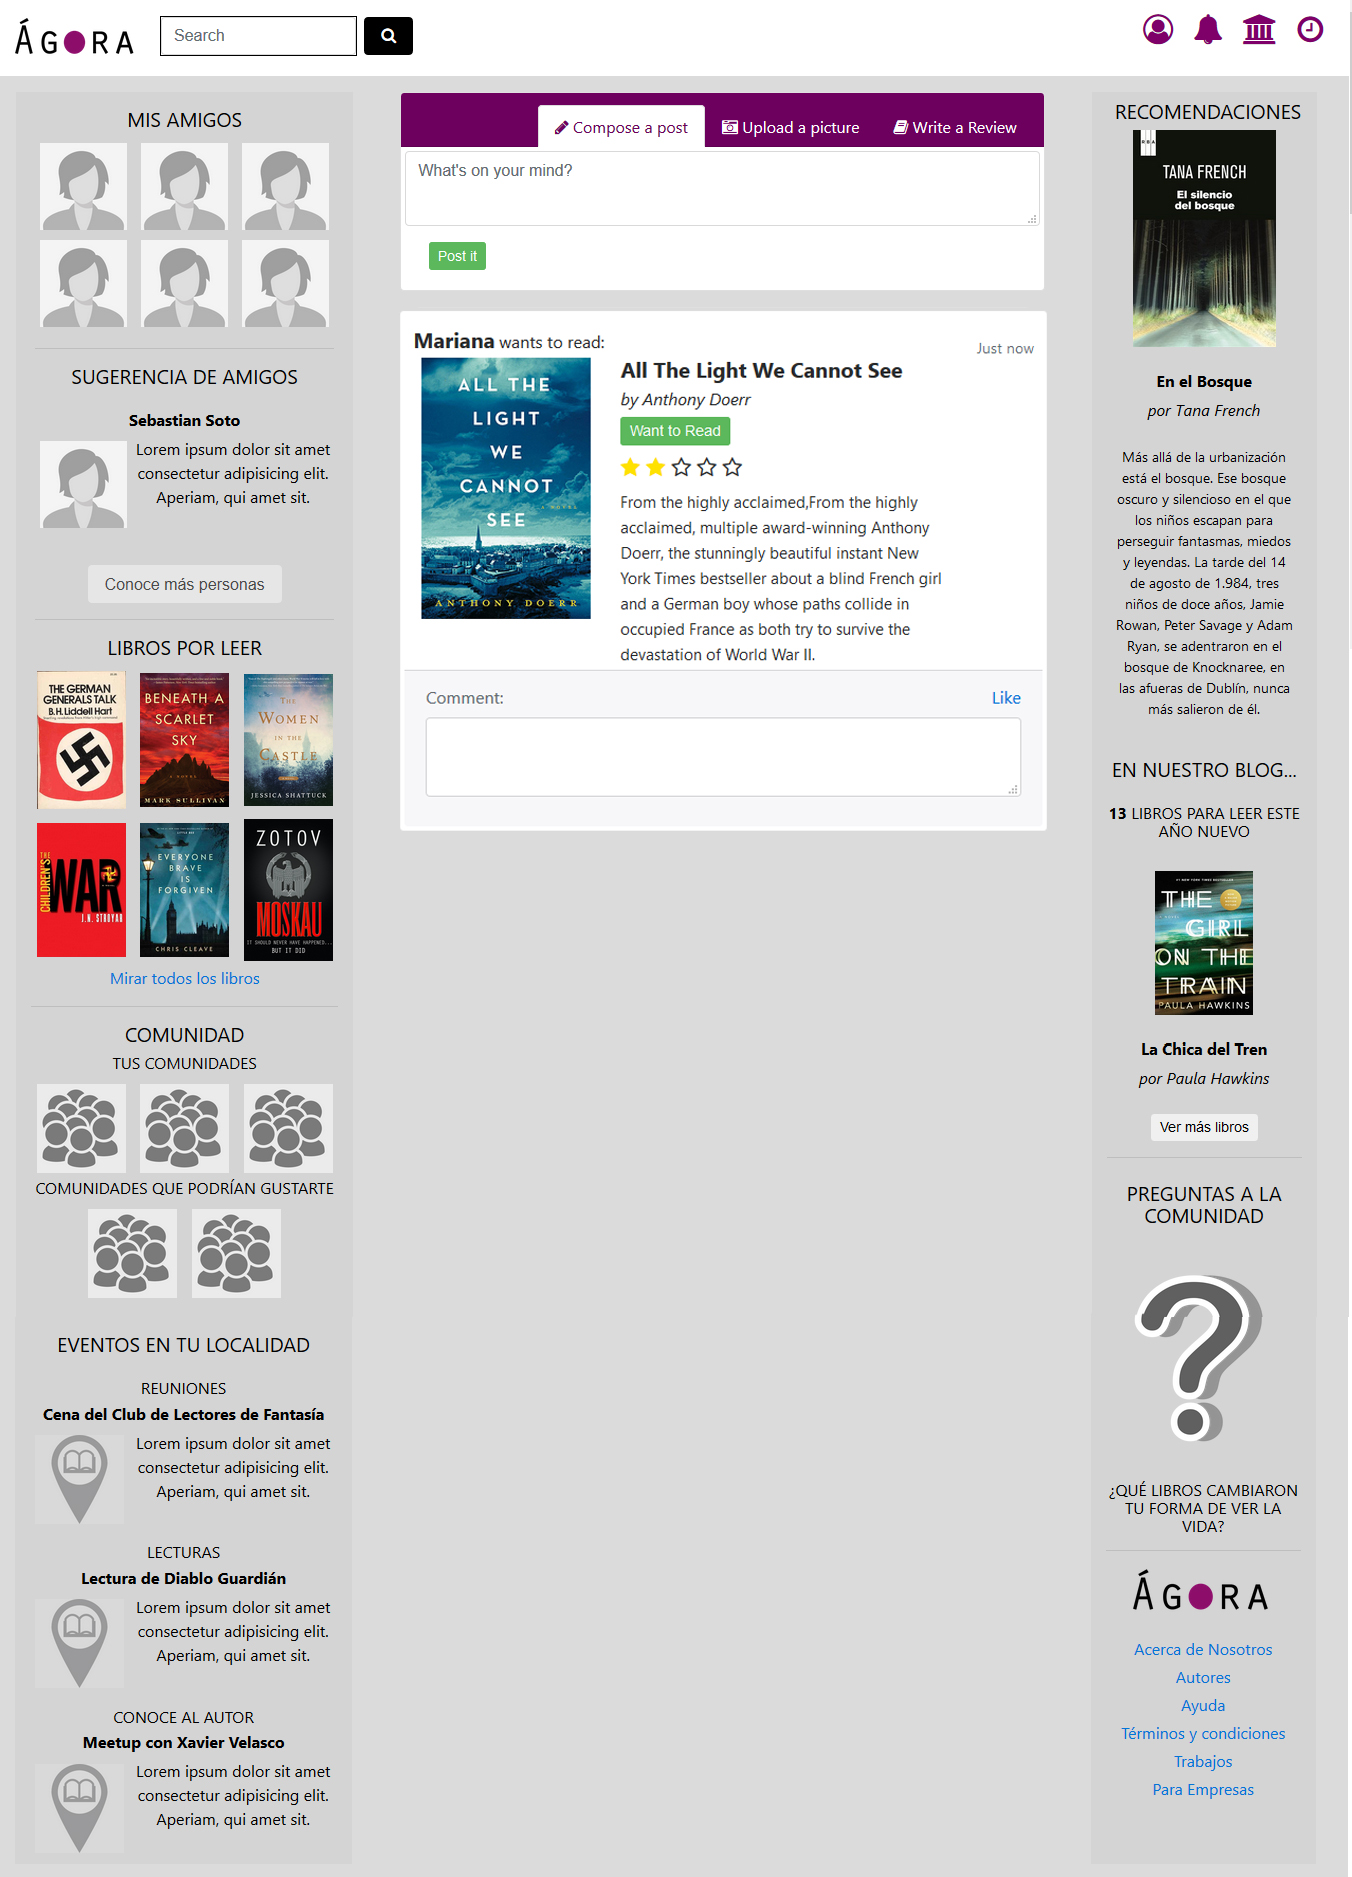 ÁGORA
Search
MIS AMIGOS
SUGERENCIA DE AMIGOS
Sebastian Soto
Lorem ipsum dolor sit amet
consectetur adipisicing elit.
Aperiam, qui amet sit.
Conoce más personas
LIBROS POR LEER
THE GERMAN
GENERALS TALK
B.H. Liddell Hart
BENEATH A
SCARLET
SKY
A NOVEL
MARK SULLIVAN
THE
WOMEN
IN THE
CASTLE
JESSICA SHATTUCK
THE
CHILDREN'S
WAR
J.N. STROYAR
EVERYONE
BRAVE
IS
FORGIVEN
CHRIS CLEAVE
ZOTOV
MOSKAU
IT SHOULD NEVER HAVE HAPPENED...
BUT IT DID
Mirar todos los libros
COMUNIDAD
TUS COMUNIDADES
COMUNIDADES QUE PODRÍAN GUSTARTE
EVENTOS EN TU LOCALIDAD
REUNIONES
Cena del Club de Lectores de Fantasía
Lorem ipsum dolor sit amet
consectetur adipisicing elit.
Aperiam, qui amet sit.
LECTURAS
Lectura de Diablo Guardián
Lorem ipsum dolor sit amet
consectetur adipisicing elit.
Aperiam, qui amet sit.
CONOCE AL AUTOR
Meetup con Xavier Velasco
Lorem ipsum dolor sit amet
consectetur adipisicing elit.
Aperiam, qui amet sit.
Compose a post
Upload a picture
Write a Review
What's on your mind?
Post it
Mariana wants to read:
Just now
ALL THE
LIGHT
WE
CANNOT
SEE
A NOVEL
ANTHONY DOERR
All The Light We Cannot See
by Anthony Doerr
Want to Read
From the highly acclaimed,From the highly
acclaimed, multiple award-winning Anthony
Doerr, the stunningly beautiful instant New
York Times bestseller about a blind French girl
and a German boy whose paths collide in
occupied France as both try to survive the
devastation of World War II.
Comment:
Like
RECOMENDACIONES
RBA
TANA FRENCH
El silencio
del bosque
En el Bosque
por Tana French
Más allá de la urbanización
está el bosque. Ese bosque
oscuro y silencioso en el que
los niños escapan para
perseguir fantasmas, miedos
y leyendas. La tarde del 14
de agosto de 1.984, tres
niños de doce años, Jamie
Rowan, Peter Savage y Adam
Ryan, se adentraron en el
bosque de Knocknaree, en
las afueras de Dublín, nunca
más salieron de él.
EN NUESTRO BLOG...
13 LIBROS PARA LEER ESTE
AÑO NUEVO
THE
GIRL
ON THE
TRAIN
PAULA HAWKINS
La Chica del Tren
por Paula Hawkins
Ver más libros
PREGUNTAS A LA
COMUNIDAD
?
¿QUÉ LIBROS CAMBIARON
TU FORMA DE VER LA
VIDA?
ÁGORA
Acerca de Nosotros
Autores
Ayuda
Términos y condiciones
Trabajos
Para Empresas